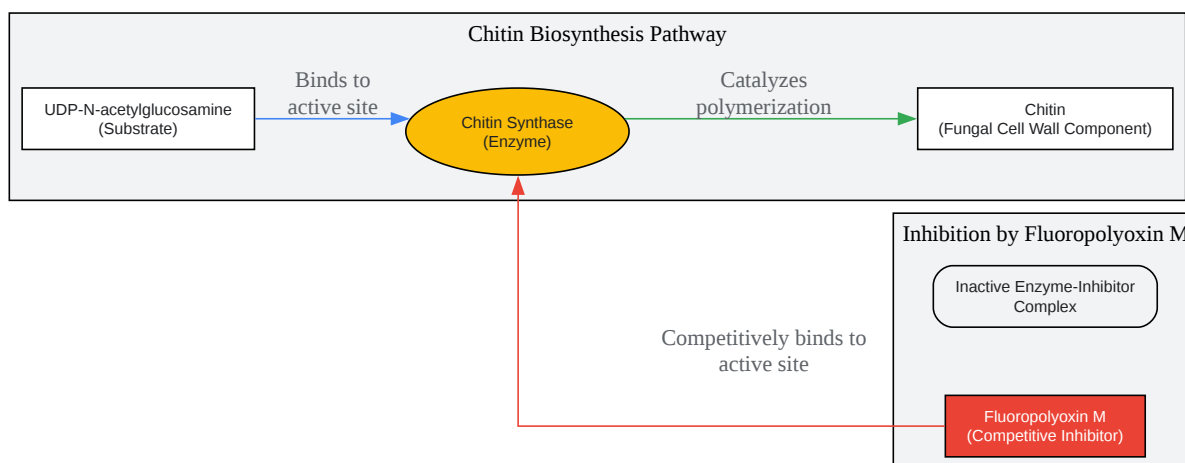 Chitin Biosynthesis Pathway
UDP-N-acetylglucosamine
(Substrate)
Binds to
active site
Chitin Synthase
(Enzyme)
Catalyzes
polymerization
Chitin
(Fungal Cell Wall Component)
Inhibition by Fluoropolyoxin M
Inactive Enzyme-Inhibitor
Complex
Competitively binds to
active site
Fluoropolyoxin M
(Competitive Inhibitor)